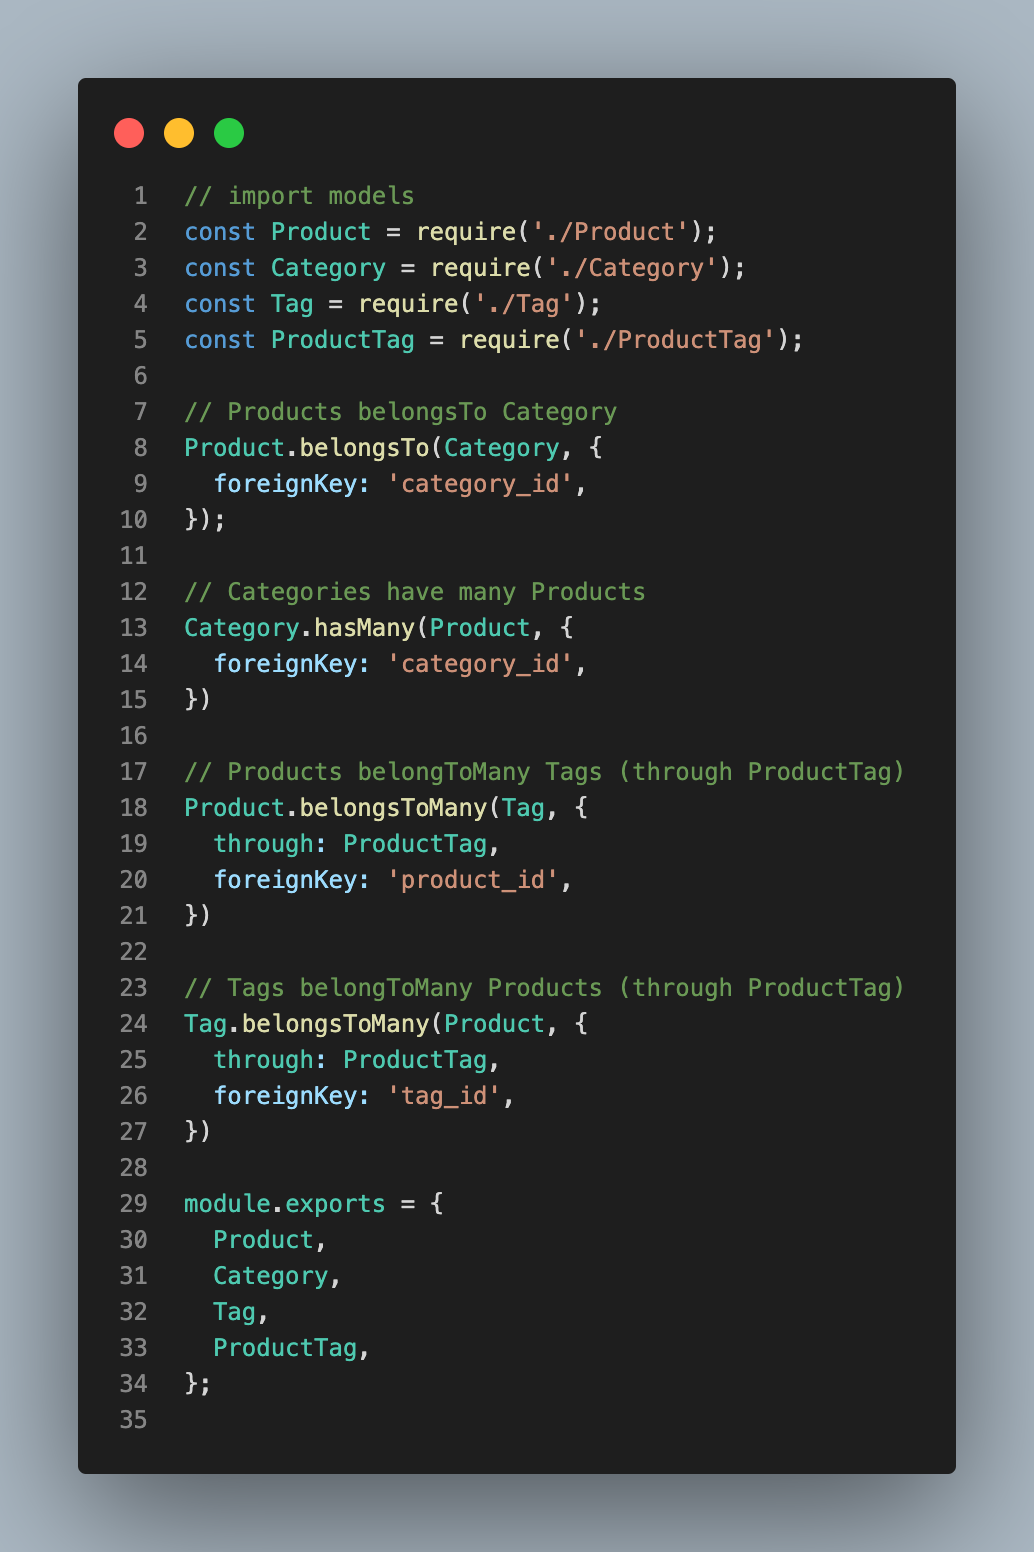 1 // import models
2 const Product = require('./Product');
3 const Category = require('./Category');
4 const Tag = require('./Tag');
5 const ProductTag = require('./ProductTag');
6
7 // Products belongsTo Category
8 Product.belongsTo(Category, {
9   foreignKey: 'category_id',
10 });
11
12 // Categories have many Products
13 Category.hasMany(Product, {
14   foreignKey: 'category_id',
15 })
16
17 // Products belongToMany Tags (through ProductTag)
18 Product.belongsToMany(Tag, {
19   through: ProductTag,
20   foreignKey: 'product_id',
21 })
22
23 // Tags belongToMany Products (through ProductTag)
24 Tag.belongsToMany(Product, {
25   through: ProductTag,
26   foreignKey: 'tag_id',
27 })
28
29 module.exports = {
30   Product,
31   Category,
32   Tag,
33   ProductTag,
34 };
35